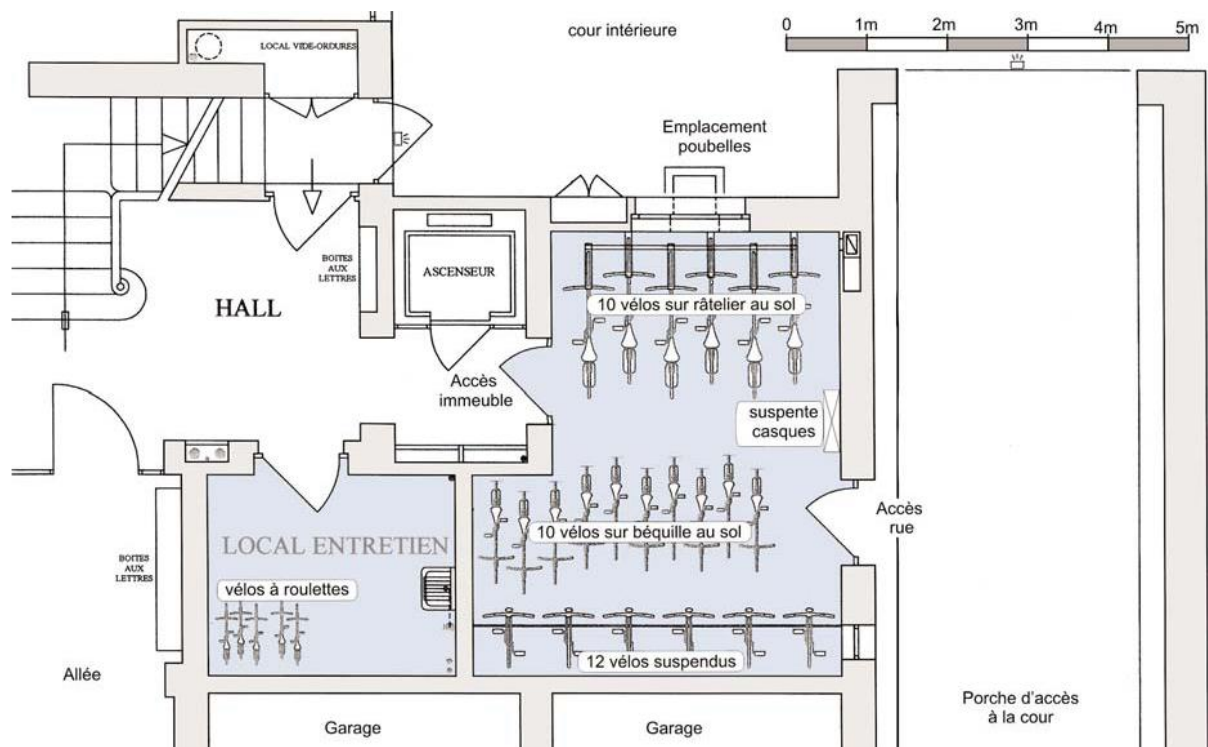 cour intérieure
0 1m 2m 3m 4m 5m
LOCAL VIDE-ORDURES
Emplacement
poubelles
BOITES
AUX
LETTRES
ASCENSEUR
HALL
10 vélos sur râtelier au sol
Accès
immeuble
suspente
casques
Accès
rue
10 vélos sur béquille au sol
LOCAL ENTRETIEN
BOITES
AUX
LETTRES
vélos à roulettes
12 vélos suspendus
Allée
Garage
Garage
Porche d'accès
à la cour